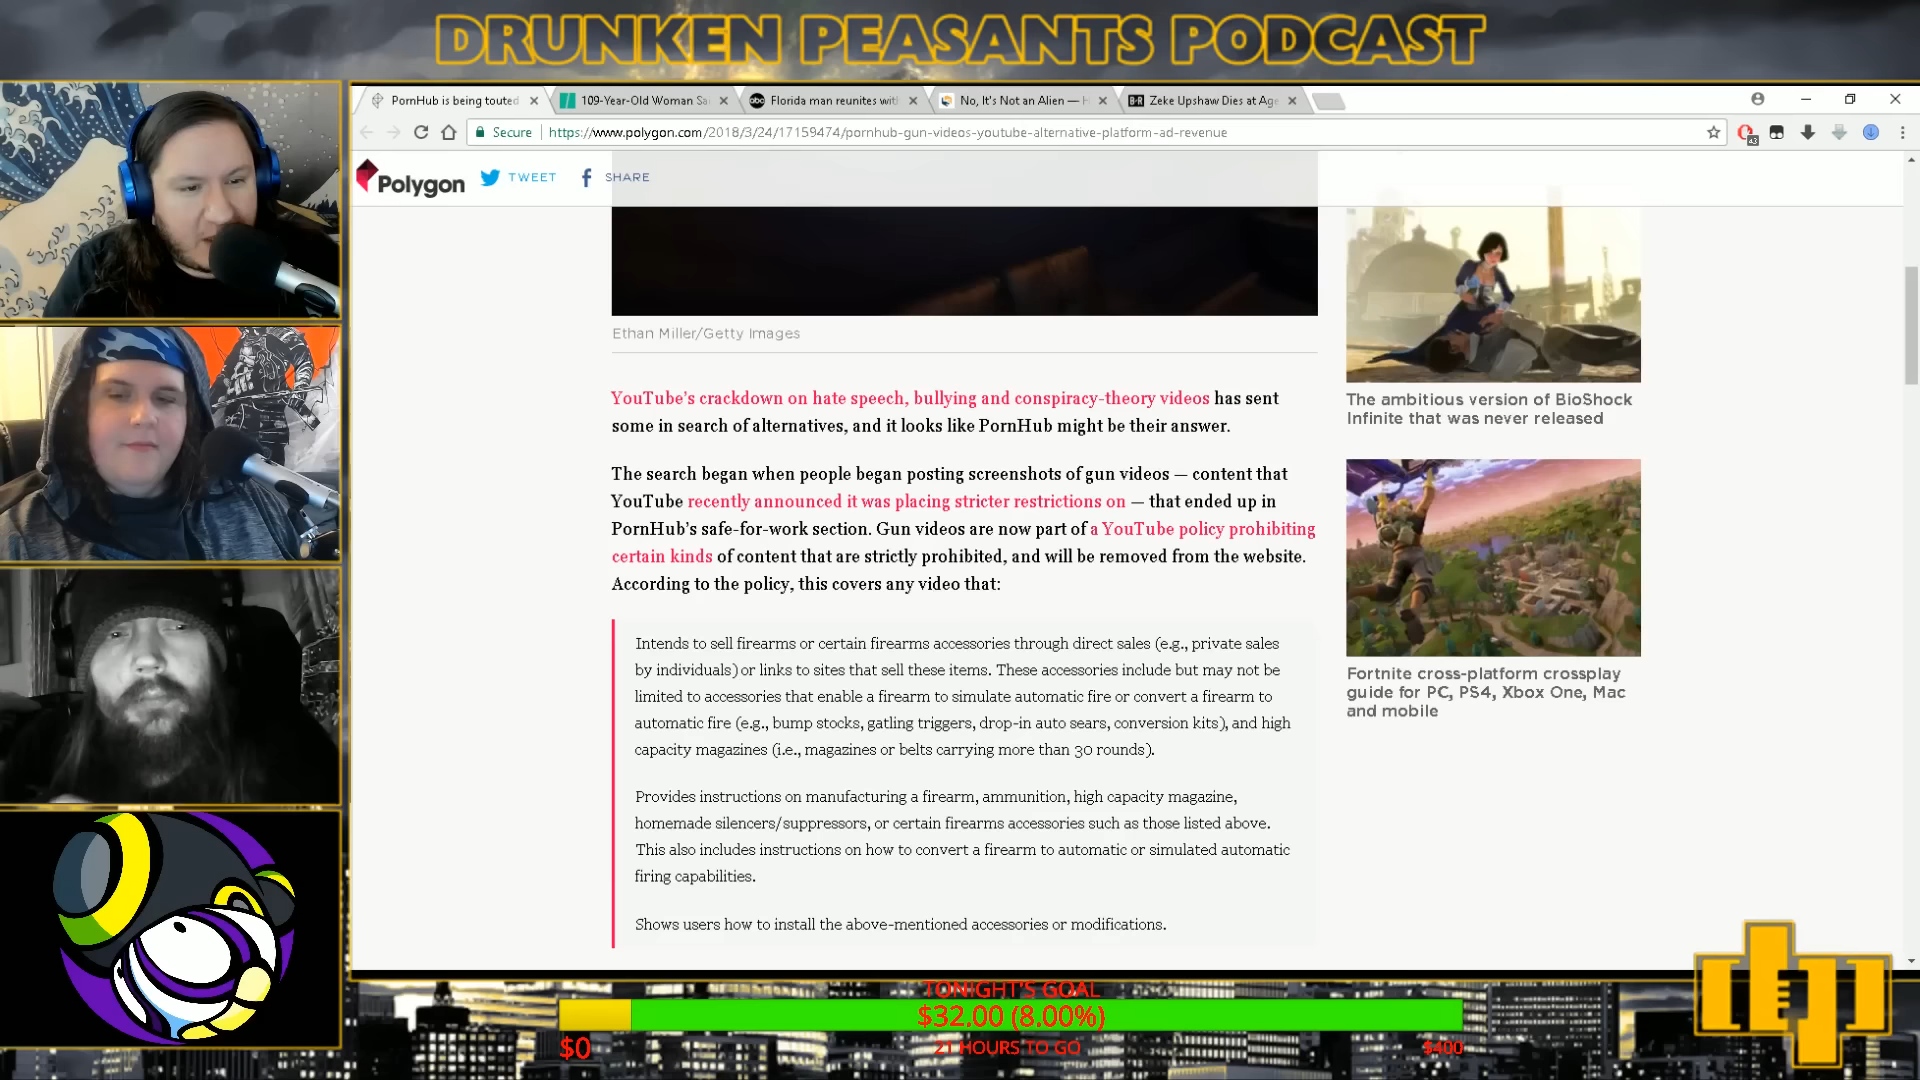 DRUNKEN PEASANTS PODCAST
PornHub is being touted
109-Year-Old Woman Sa
Florida man reunites wit
No, It's Not an Alien — H
B-R Zeke Upshaw Dies at Age
Secure https://www.polygon.com/2018/3/24/17159474/pornhub-gun-videos-youtube-alternative-platform-ad-revenue
43
Polygon TWEET SHARE
Ethan Miller/Getty Images
YouTube's crackdown on hate speech, bullying and conspiracy-theory videos has sent
some in search of alternatives, and it looks like PornHub might be their answer.
The search began when people began posting screenshots of gun videos — content that
YouTube recently announced it was placing stricter restrictions on — that ended up in
PornHub's safe-for-work section. Gun videos are now part of a YouTube policy prohibiting
certain kinds of content that are strictly prohibited, and will be removed from the website.
According to the policy, this covers any video that:
Intends to sell firearms or certain firearms accessories through direct sales (e.g., private sales
by individuals) or links to sites that sell these items. These accessories include but may not be
limited to accessories that enable a firearm to simulate automatic fire or convert a firearm to
automatic fire (e.g., bump stocks, gatling triggers, drop-in auto sears, conversion kits), and high
capacity magazines (i.e., magazines or belts carrying more than 30 rounds).
Provides instructions on manufacturing a firearm, ammunition, high capacity magazine,
homemade silencers/suppressors, or certain firearms accessories such as those listed above.
This also includes instructions on how to convert a firearm to automatic or simulated automatic
firing capabilities.
Shows users how to install the above-mentioned accessories or modifications.
The ambitious version of BioShock
Infinite that was never released
Fortnite cross-platform crossplay
guide for PC, PS4, Xbox One, Mac
and mobile
TONIGHT'S GOAL
$32.00 (8.00%)
$0
21 HOURS TO GO
$400